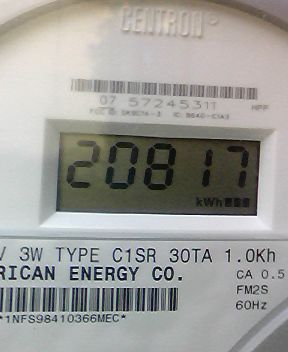 CENTRON®
07 57245311 HPP
20817
kWh
V 3W TYPE C1SR 30TA 1.0Kh
RICAN ENERGY CO. CA 0.5
FM2S
60Hz
*1NFS98410366MEC*